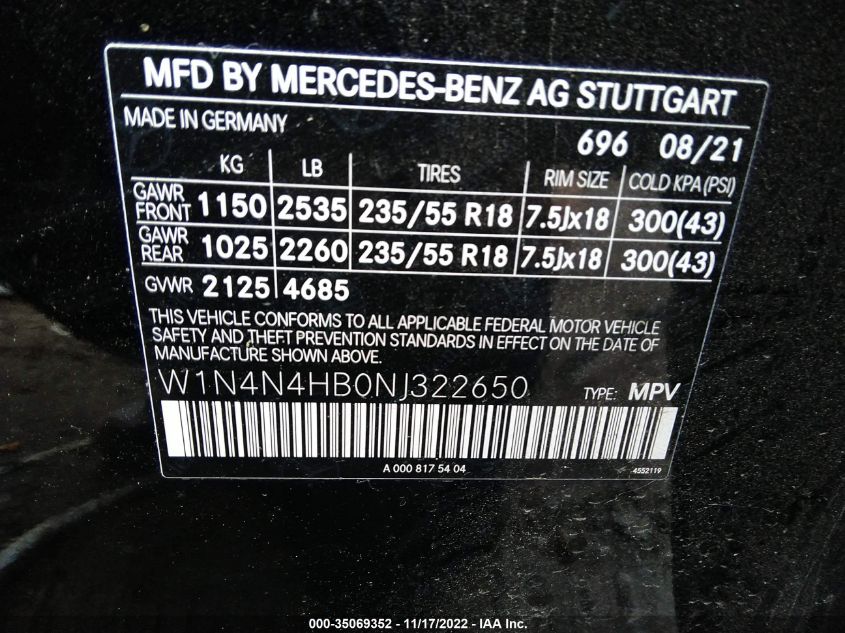 MFD BY MERCEDES-BENZ AG STUTTGART
MADE IN GERMANY 696 08/21
KG LB TIRES RIM SIZE COLD KPA (PSI)
GAWR FRONT 1150 2535 235/55 R18 7.5Jx18 300(43)
GAWR REAR 1025 2260 235/55 R18 7.5Jx18 300(43)
GVWR 2125 4685
THIS VEHICLE CONFORMS TO ALL APPLICABLE FEDERAL MOTOR VEHICLE
SAFETY AND THEFT PREVENTION STANDARDS IN EFFECT ON THE DATE OF
MANUFACTURE SHOWN ABOVE.
W1N4N4HB0NJ322650 TYPE: MPV
A 000 817 54 04 4552119
000-35069352 - 11/17/2022 - IAA Inc.